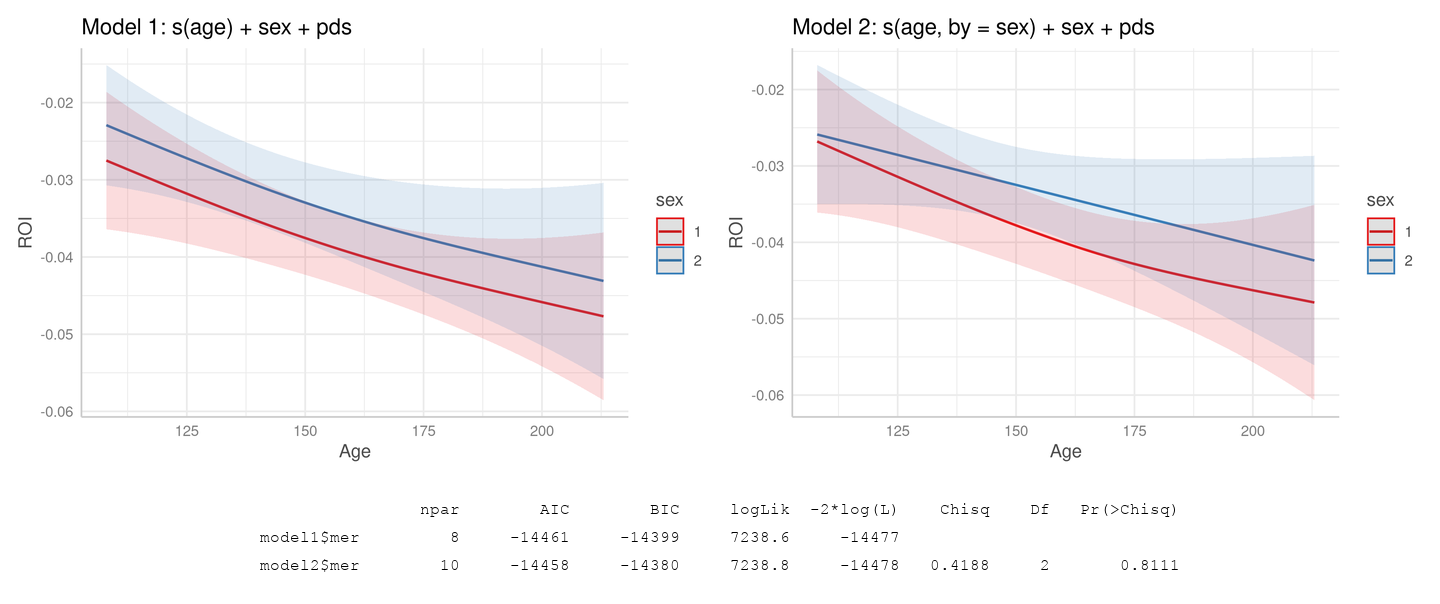 Model 1: s(age) + sex + pds
-0.02
-0.03
-0.04
-0.05
-0.06
ROI
125 150 175 200
Age
sex
1
2
Model 2: s(age, by = sex) + sex + pds
-0.02
-0.03
-0.04
-0.05
-0.06
ROI
125 150 175 200
Age
sex
1
2
npar AIC BIC logLik -2*log(L) Chisq Df Pr(>Chisq)
model1$mer 8 -14461 -14399 7238.6 -14477
model2$mer 10 -14458 -14380 7238.8 -14478 0.4188 2 0.8111